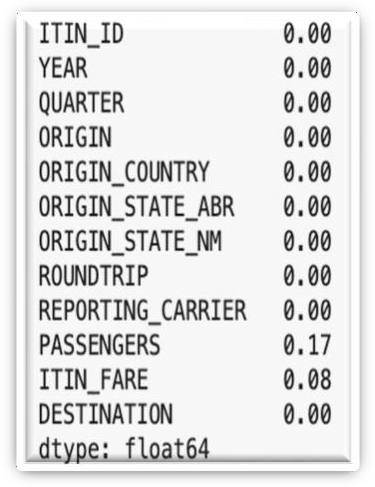 ITIN_ID 0.00
YEAR 0.00
QUARTER 0.00
ORIGIN 0.00
ORIGIN_COUNTRY 0.00
ORIGIN_STATE_ABR 0.00
ORIGIN_STATE_NM 0.00
ROUNDTRIP 0.00
REPORTING_CARRIER 0.00
PASSENGERS 0.17
ITIN_FARE 0.08
DESTINATION 0.00
dtype: float64